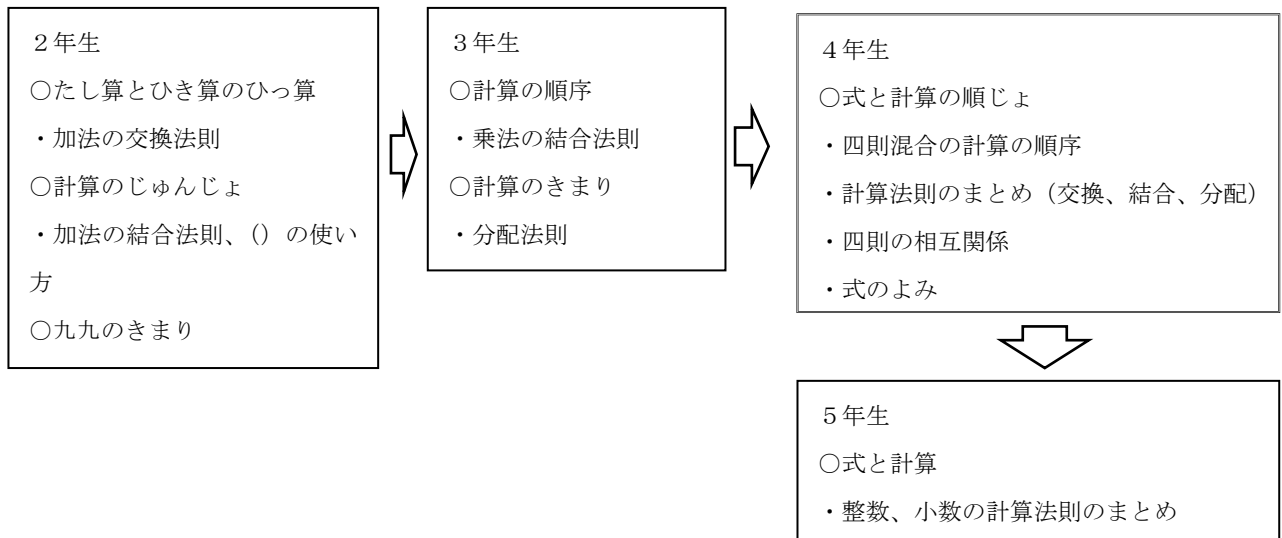 ２年生
○たし算とひき算のひっ算
・加法の交換法則
○計算のじゅんじょ
・加法の結合法則、（）の使い
方
○九九のきまり
３年生
○計算の順序
・乗法の結合法則
○計算のきまり
・分配法則
４年生
○式と計算の順じょ
・四則混合の計算の順序
・計算法則のまとめ（交換、結合、分配）
・四則の相互関係
・式のよみ
５年生
○式と計算
・整数、小数の計算法則のまとめ